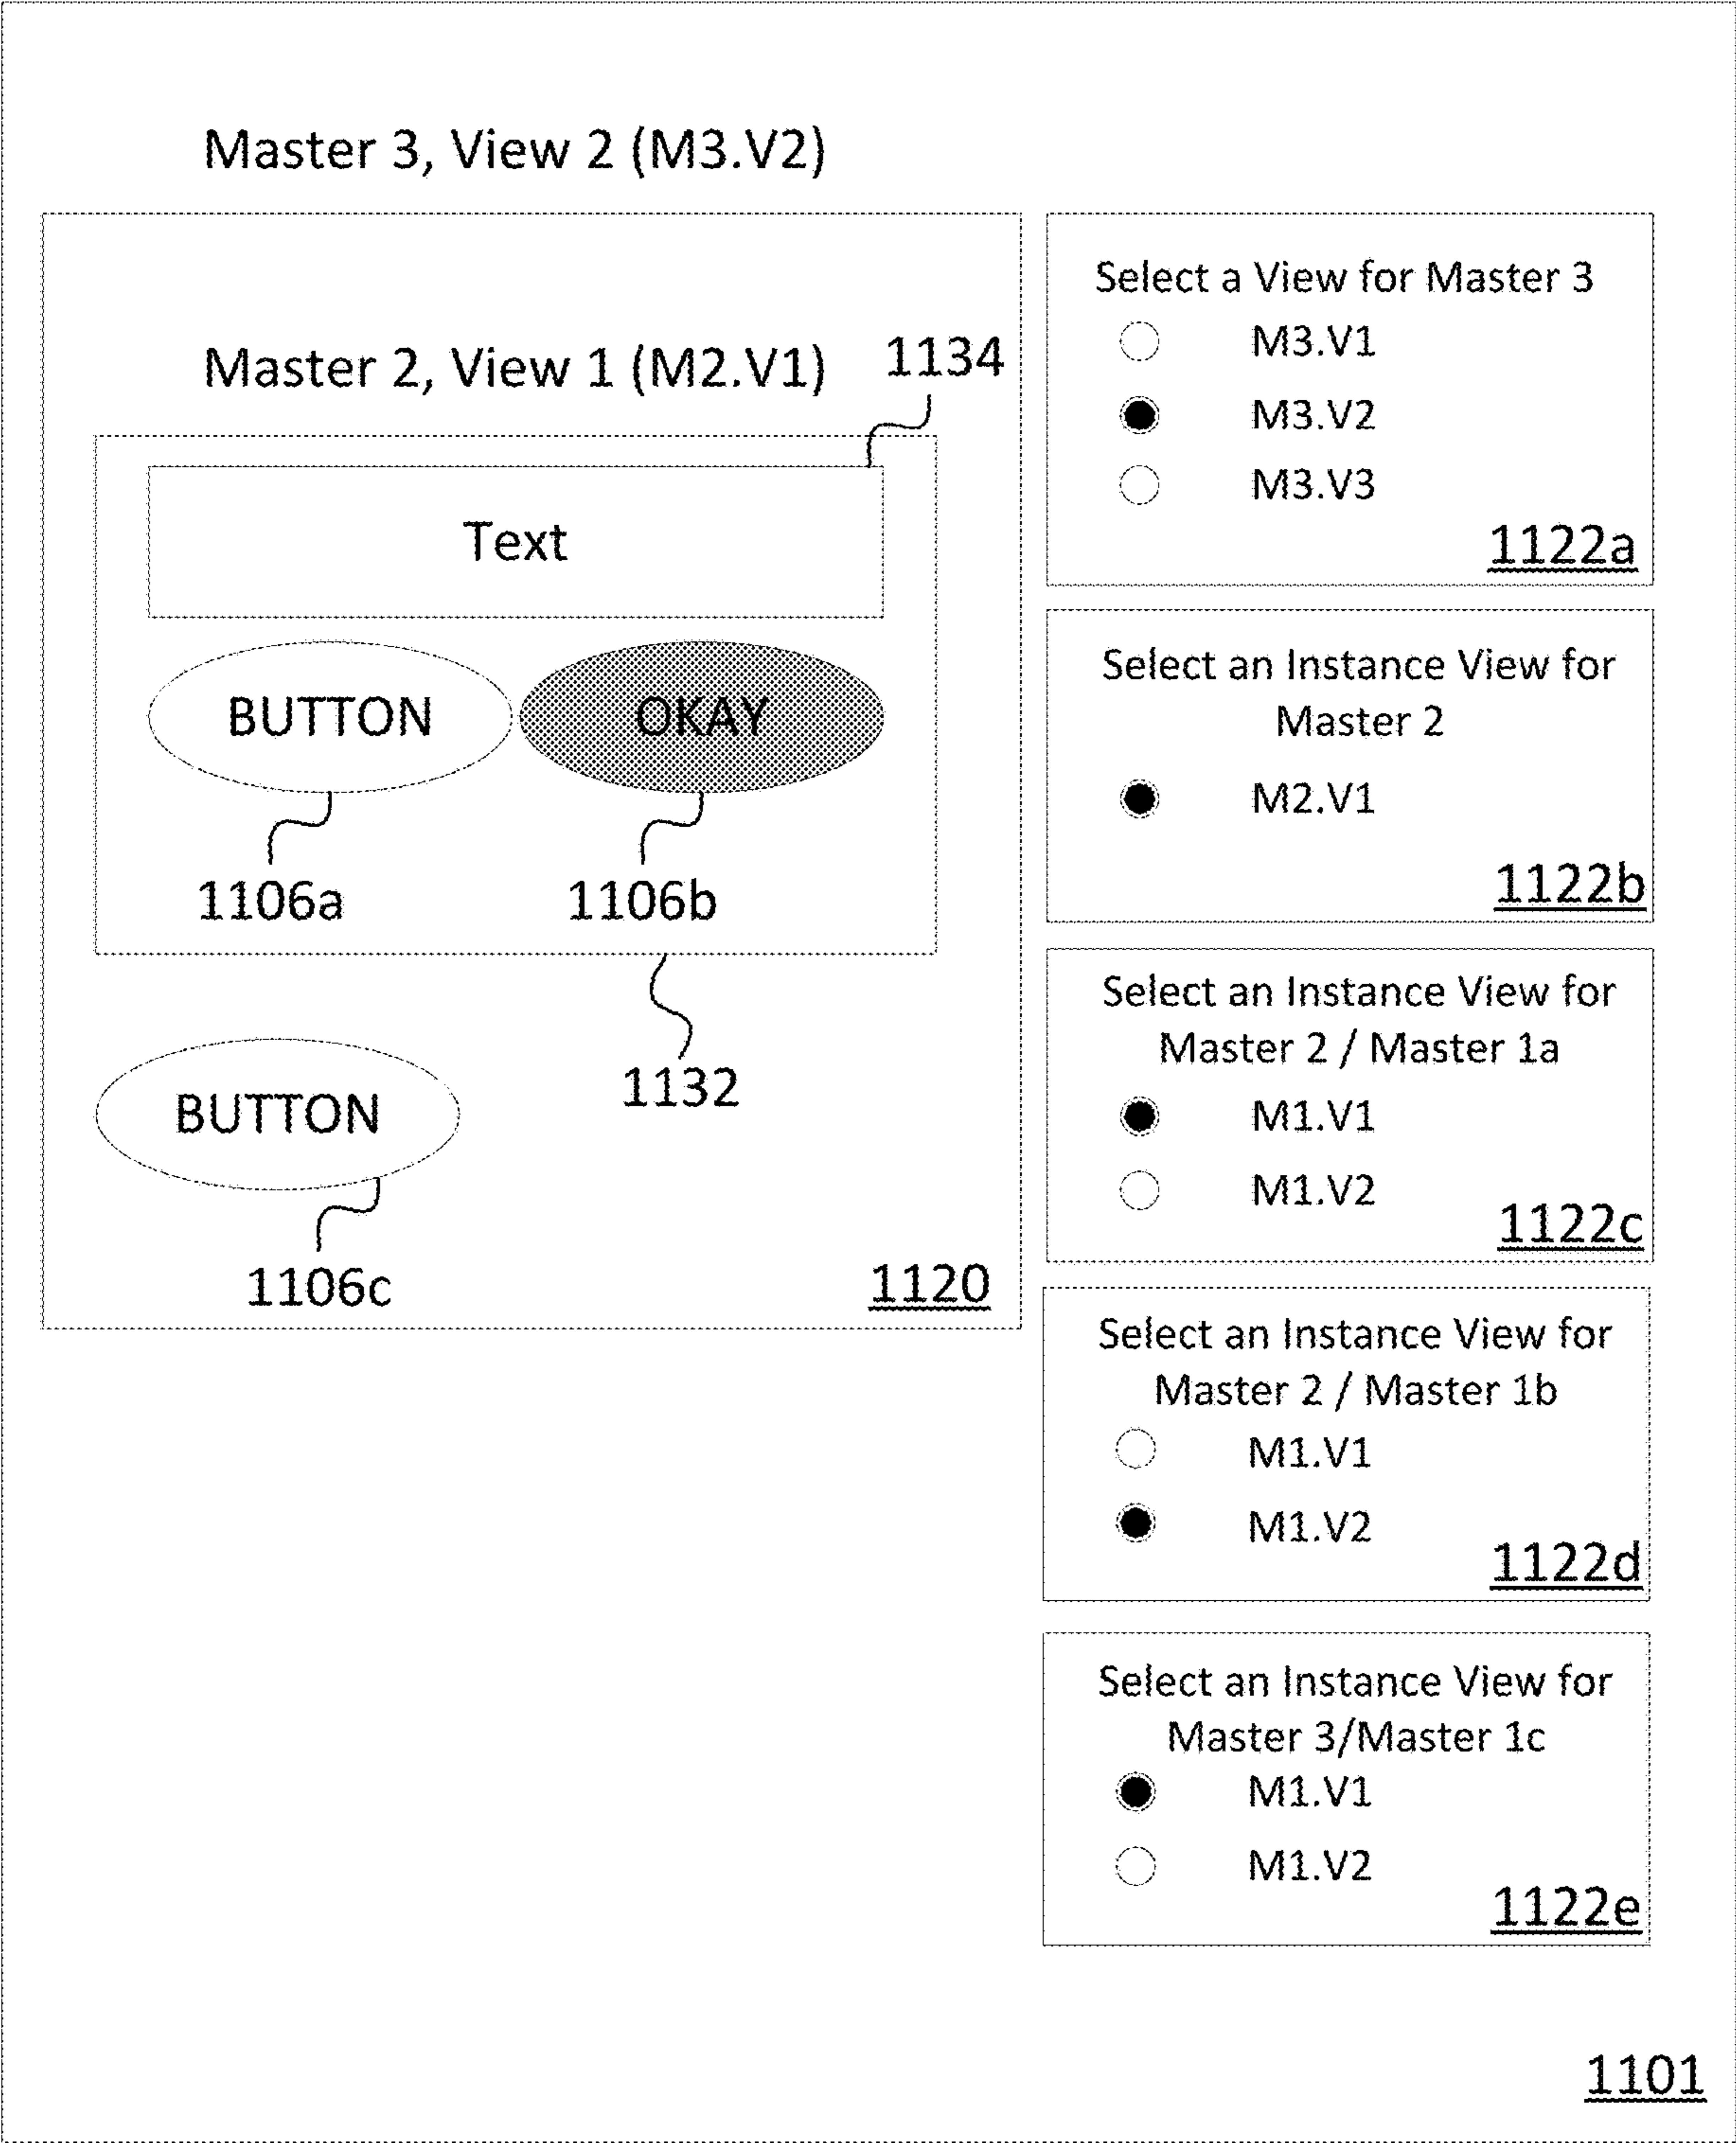 Master 3, View 2 (M3.V2)
Master 2, View 1 (M2.V1)
1134
Text
BUTTON
OKAY
1106a
1106b
1132
BUTTON
1106c
1120
Select a View for Master 3
M3.V1
M3.V2
M3.V3
1122a
Select an Instance View for
Master 2
M2.V1
1122b
Select an Instance View for
Master 2 / Master 1a
M1.V1
M1.V2
1122c
Select an Instance View for
Master 2 / Master 1b
M1.V1
M1.V2
1122d
Select an Instance View for
Master 3/Master 1c
M1.V1
M1.V2
1122e
1101